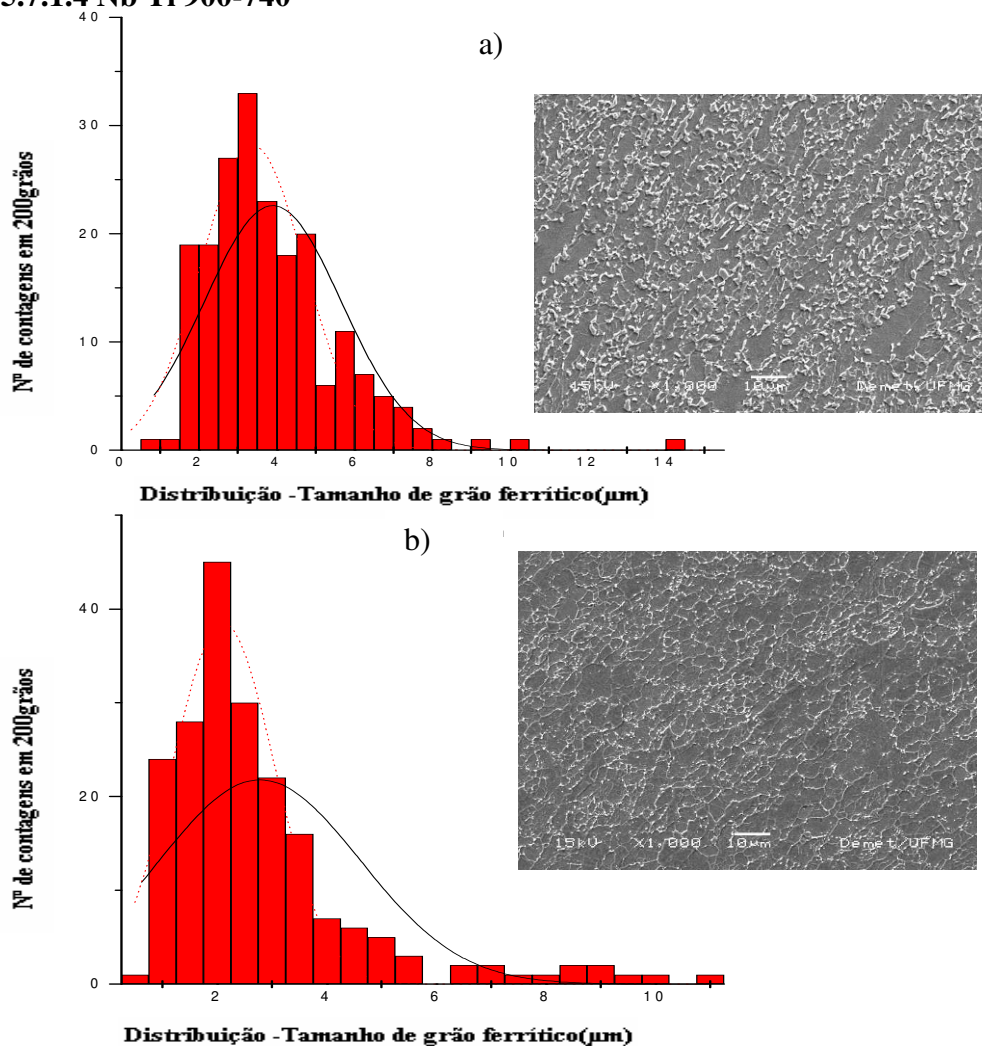 5.7.1.4 Nb-Ti 900-740
a)
40
30
20
10
0
Nº de contagens em 200grãos
0 2 4 6 8 10 12 14
Distribuição -Tamanho de grão ferrítico(µm)
15kV X1,000 10µm Demet/UFMG
b)
40
20
0
Nº de contagens em 200grãos
2 4 6 8 10
Distribuição -Tamanho de grão ferrítico(µm)
15kV X1,000 10µm Demet/UFMG